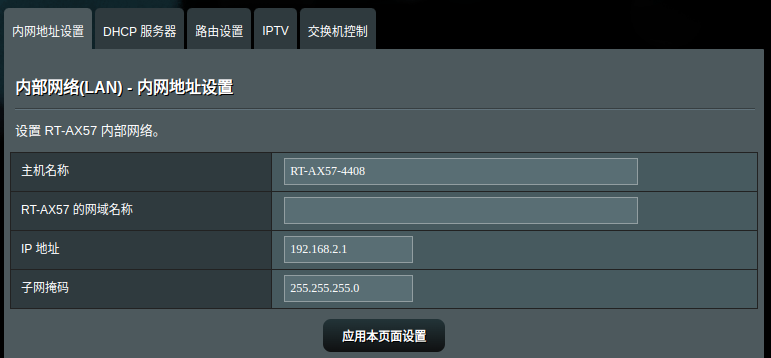 内网地址设置 DHCP 服务器 路由设置 IPTV 交换机控制
内部网络(LAN) - 内网地址设置
设置 RT-AX57 内部网络。
主机名称 RT-AX57-4408
RT-AX57 的网域名称
IP 地址 192.168.2.1
子网掩码 255.255.255.0
应用本页面设置